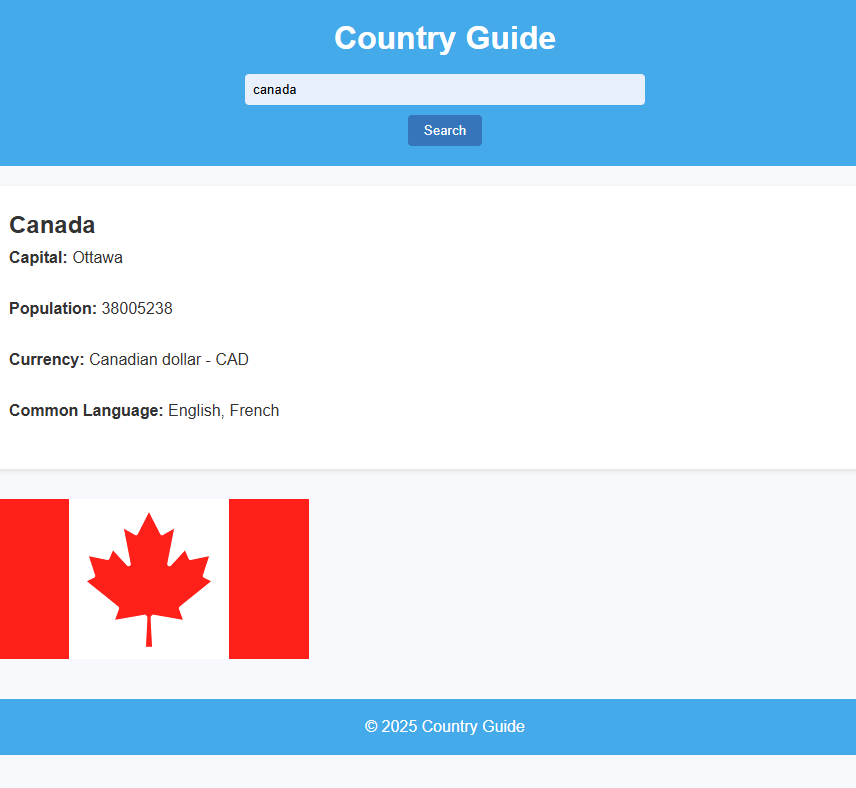 Country Guide
canada
Search
Canada
Capital: Ottawa
Population: 38005238
Currency: Canadian dollar - CAD
Common Language: English, French
© 2025 Country Guide